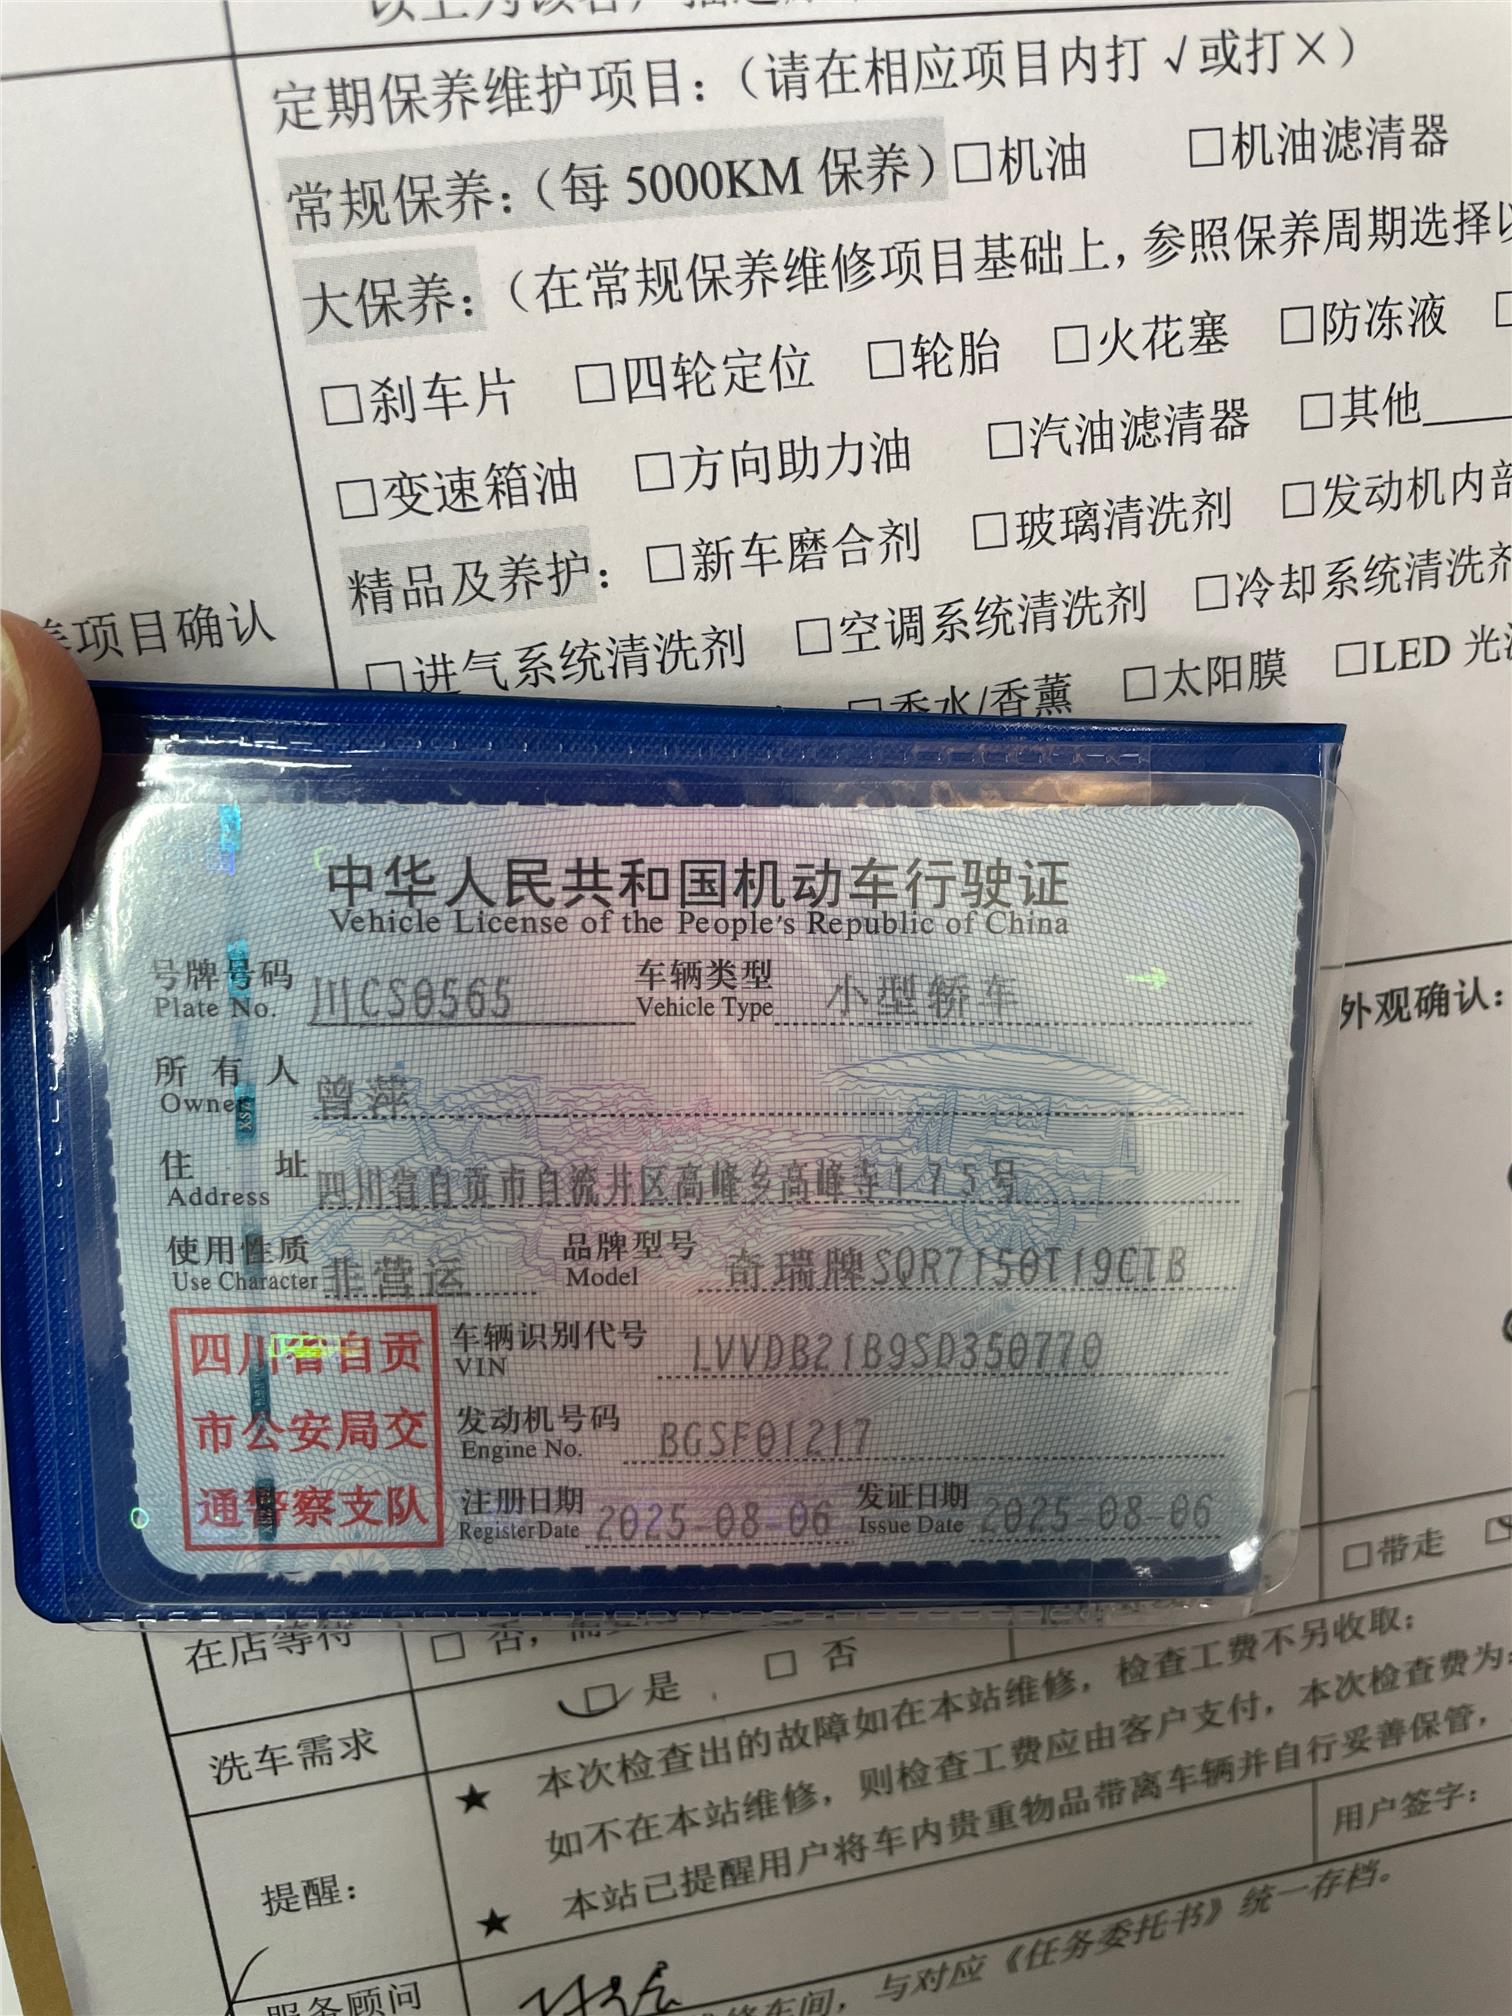 定期保养维护项目：（请在相应项目内打√或打×）
常规保养：（每 5000KM 保养）□机油 □机油滤清器
大保养：（在常规保养维修项目基础上，参照保养周期选择
□刹车片 □四轮定位 □轮胎 □火花塞 □防冻液
□变速箱油 □方向助力油 □汽油滤清器 □其他
精品及养护： □新车磨合剂 □玻璃清洗剂 □发动机内部
项目确认
□进气系统清洗剂 □空调系统清洗剂 □冷却系统清洗剂
□香水/香薰 □太阳膜 □LED 光
中华人民共和国机动车行驶证
Vehicle License of the People's Republic of China
号牌号码 川CS0565 车辆类型 小型轿车
Plate No. Vehicle Type
外观确认：
所有人 曾萍
Owner
住址 四川省自贡市自流井区高峰乡高峰寺175号
Address
使用性质 非营运 品牌型号 奇瑞牌SQR7150T19CTB
Use Character Model
四川省自贡
市公安局交
通警察支队
车辆识别代号 LVVDB21B9SD350770
VIN
发动机号码 BGSF01217
Engine No.
注册日期 2025-08-06 发证日期 2025-08-06
Register Date Issue Date
□带走
在店等待 □ 否，
洗车需求 □ 是 □ 否
提醒：
★ 本次检查出的故障如在本站维修，检查工费不另收取；
如不在本站维修，则检查工费应由客户支付，本次检查费为：
★ 本站已提醒用户将车内贵重物品带离车辆并自行妥善保管，
用户签字：
服务顾问
车间，与对应《任务委托书》统一存档。